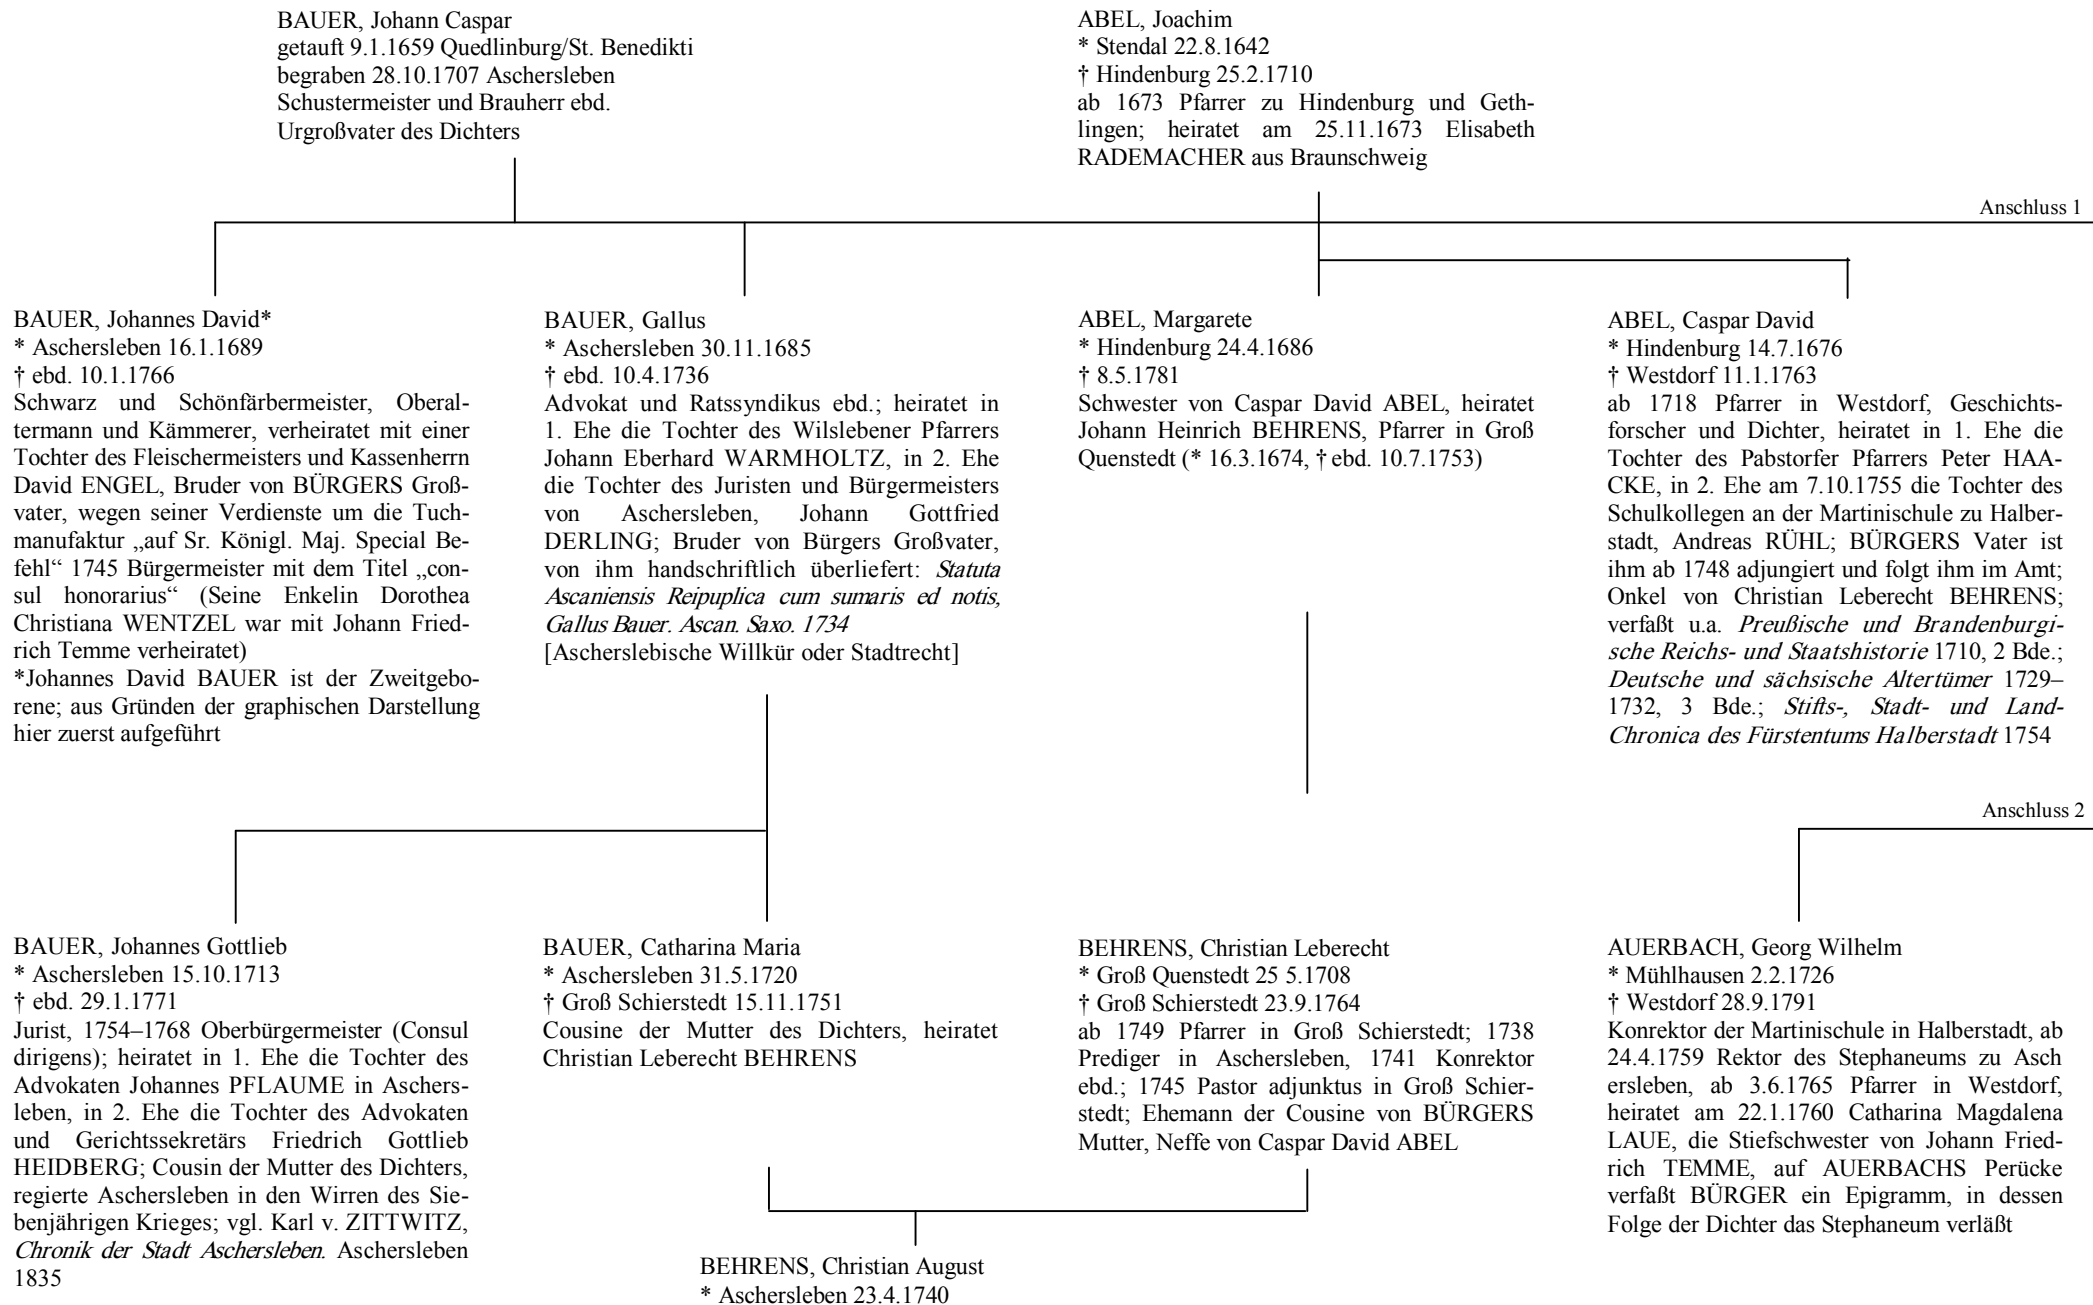 BAUER, Johann Caspar
getauft 9.1.1659 Quedlinburg/St. Benedikti
begraben 28.10.1707 Aschersleben
Schustermeister und Brauherr ebd.
Urgroßvater des Dichters
ABEL, Joachim
* Stendal 22.8.1642
† Hindenburg 25.2.1710
ab 1673 Pfarrer zu Hindenburg und Geth-
lingen; heiratet am 25.11.1673 Elisabeth
RADEMACHER aus Braunschweig
Anschluss 1
BAUER, Johannes David*
* Aschersleben 16.1.1689
† ebd. 10.1.1766
Schwarz und Schönfärbermeister, Oberal-
termann und Kämmerer, verheiratet mit einer
Tochter des Fleischermeisters und Kassenherrn
David ENGEL, Bruder von BÜRGERS Groß-
vater, wegen seiner Verdienste um die Tuch-
manufaktur „auf Sr. Königl. Maj. Special Be-
fehl“ 1745 Bürgermeister mit dem Titel „con-
sul honorarius“ (Seine Enkelin Dorothea
Christiana WENTZEL war mit Johann Fried-
rich Temme verheiratet)
*Johannes David BAUER ist der Zweitgebo-
rene; aus Gründen der graphischen Darstellung
hier zuerst aufgeführt
BAUER, Gallus
* Aschersleben 30.11.1685
† ebd. 10.4.1736
Advokat und Ratssyndikus ebd.; heiratet in
1. Ehe die Tochter des Wilslebener Pfarrers
Johann Eberhard WARMHOLTZ, in 2. Ehe
die Tochter des Juristen und Bürgermeisters
von Aschersleben, Johann Gottfried
DERLING; Bruder von Bürgers Großvater,
von ihm handschriftlich überliefert: Statuta
Ascaniensis Reipuplica cum sumaris ed notis,
Gallus Bauer. Ascan. Saxo. 1734
[Ascherslebische Willkür oder Stadtrecht]
ABEL, Margarete
* Hindenburg 24.4.1686
† 8.5.1781
Schwester von Caspar David ABEL, heiratet
Johann Heinrich BEHRENS, Pfarrer in Groß
Quenstedt (* 16.3.1674, † ebd. 10.7.1753)
ABEL, Caspar David
* Hindenburg 14.7.1676
† Westdorf 11.1.1763
ab 1718 Pfarrer in Westdorf, Geschichts-
forscher und Dichter, heiratet in 1. Ehe die
Tochter des Pabstorfer Pfarrers Peter HAA-
CKE, in 2. Ehe am 7.10.1755 die Tochter des
Schulkollegen an der Martinischule zu Halber-
stadt, Andreas RÜHL; BÜRGERS Vater ist
ihm ab 1748 adjungiert und folgt ihm im Amt;
Onkel von Christian Leberecht BEHRENS;
verfaßt u.a. Preußische und Brandenburgi-
sche Reichs- und Staatshistorie 1710, 2 Bde.;
Deutsche und sächsische Altertümer 1729–
1732, 3 Bde.; Stifts-, Stadt- und Land-
Chronica des Fürstentums Halberstadt 1754
Anschluss 2
BAUER, Johannes Gottlieb
* Aschersleben 15.10.1713
† ebd. 29.1.1771
Jurist, 1754–1768 Oberbürgermeister (Consul
dirigens); heiratet in 1. Ehe die Tochter des
Advokaten Johannes PFLAUME in Aschers-
leben, in 2. Ehe die Tochter des Advokaten
und Gerichtssekretärs Friedrich Gottlieb
HEIDBERG; Cousin der Mutter des Dichters,
regierte Aschersleben in den Wirren des Sie-
benjährigen Krieges; vgl. Karl v. ZITTWITZ,
Chronik der Stadt Aschersleben. Aschersleben
1835
BAUER, Catharina Maria
* Aschersleben 31.5.1720
† Groß Schierstedt 15.11.1751
Cousine der Mutter des Dichters, heiratet
Christian Leberecht BEHRENS
BEHRENS, Christian Leberecht
* Groß Quenstedt 25 5.1708
† Groß Schierstedt 23.9.1764
ab 1749 Pfarrer in Groß Schierstedt; 1738
Prediger in Aschersleben, 1741 Konrektor
ebd.; 1745 Pastor adjunktus in Groß Schier-
stedt; Ehemann der Cousine von BÜRGERS
Mutter, Neffe von Caspar David ABEL
AUERBACH, Georg Wilhelm
* Mühlhausen 2.2.1726
† Westdorf 28.9.1791
Konrektor der Martinischule in Halberstadt, ab
24.4.1759 Rektor des Stephaneums zu Asch
ersleben, ab 3.6.1765 Pfarrer in Westdorf,
heiratet am 22.1.1760 Catharina Magdalena
LAUE, die Stiefschwester von Johann Fried-
rich TEMME, auf AUERBACHS Perücke
verfaßt BÜRGER ein Epigramm, in dessen
Folge der Dichter das Stephaneum verläßt
BEHRENS, Christian August
* Aschersleben 23.4.1740